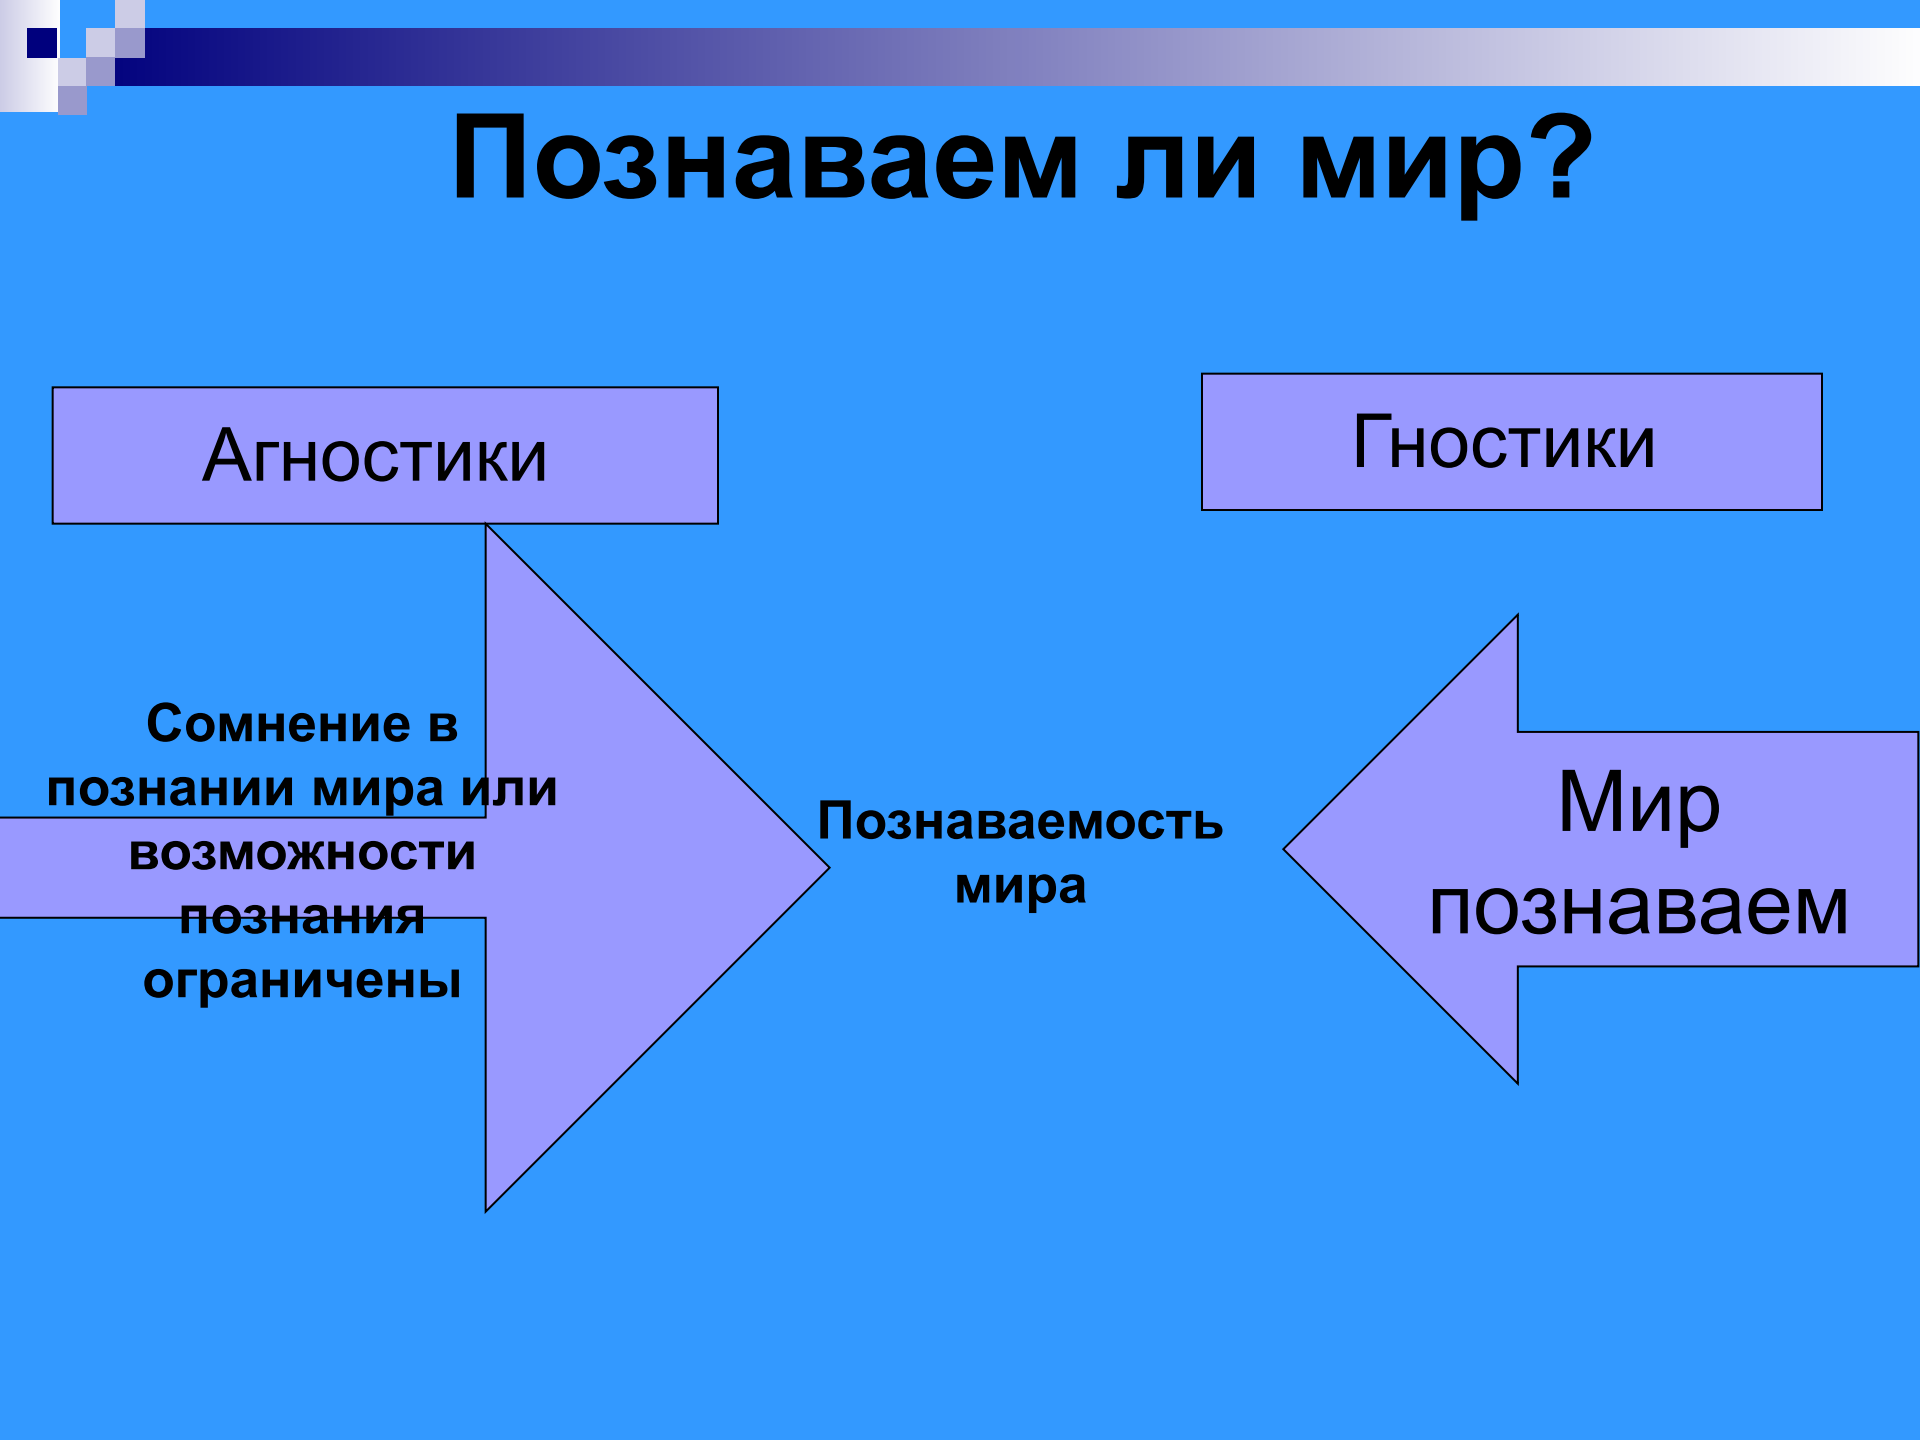 Познаваем ли мир?
Агностики
Гностики
Сомнение в
познании мира или
возможности
познания
ограничены
Познаваемость
мира
Мир
познаваем